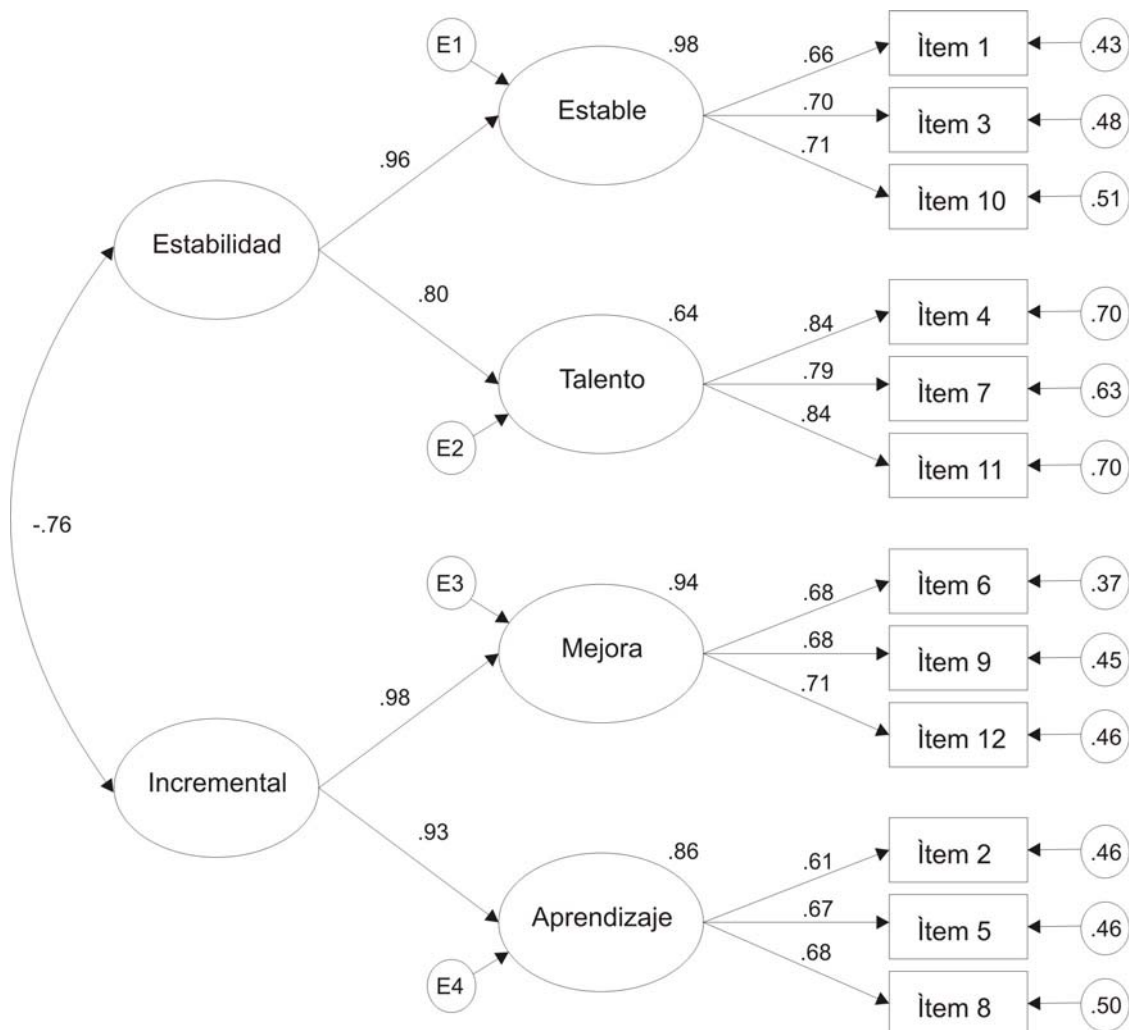 E1
.98
Estable
.66
.70
.71
Ìtem 1
.43
Ìtem 3
.48
Ìtem 10
.51
.96
Estabilidad
.80
.64
Talento
E2
.84
.79
.84
Ìtem 4
.70
Ìtem 7
.63
Ìtem 11
.70
-.76
E3
.94
Mejora
.68
.68
.71
Ìtem 6
.37
Ìtem 9
.45
Ìtem 12
.46
.98
Incremental
.93
.86
Aprendizaje
E4
.61
.67
.68
Ìtem 2
.46
Ìtem 5
.46
Ìtem 8
.50